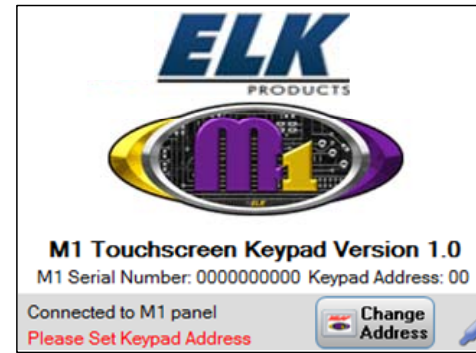 ELK
PRODUCTS
M1
ELK
M1 Touchscreen Keypad Version 1.0
M1 Serial Number: 0000000000 Keypad Address: 00
Connected to M1 panel
Please Set Keypad Address
Change
Address